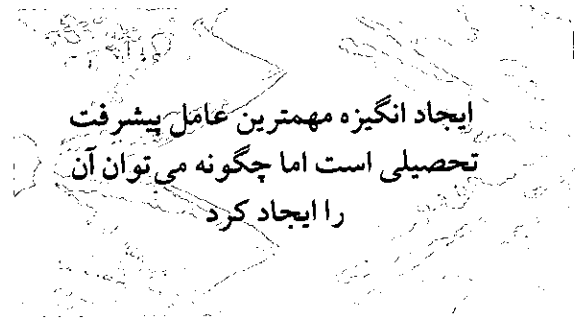 ایجاد انگیزه مهمترین عامل پیشرفت
تحصیلی است اما چگونه می‌توان آن
را ایجاد کرد